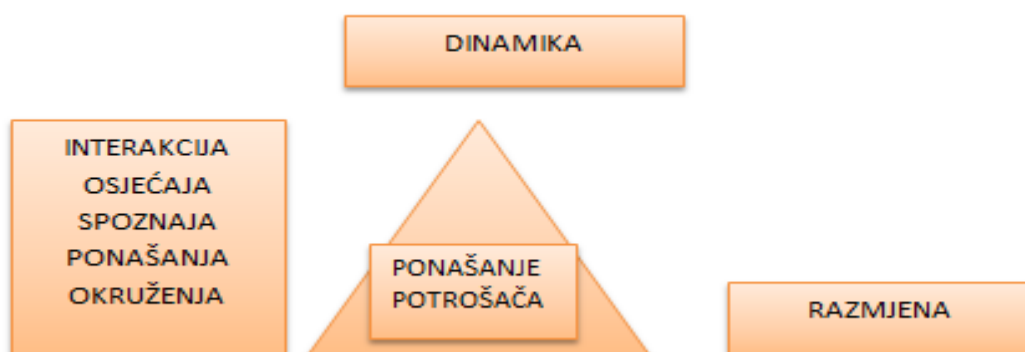 DINAMIKA
INTERAKCIJA
OSJEĆAJA
SPOZNAJA
PONAŠANJA
OKRUŽENJA
PONAŠANJE
POTROŠAČA
RAZMJENA